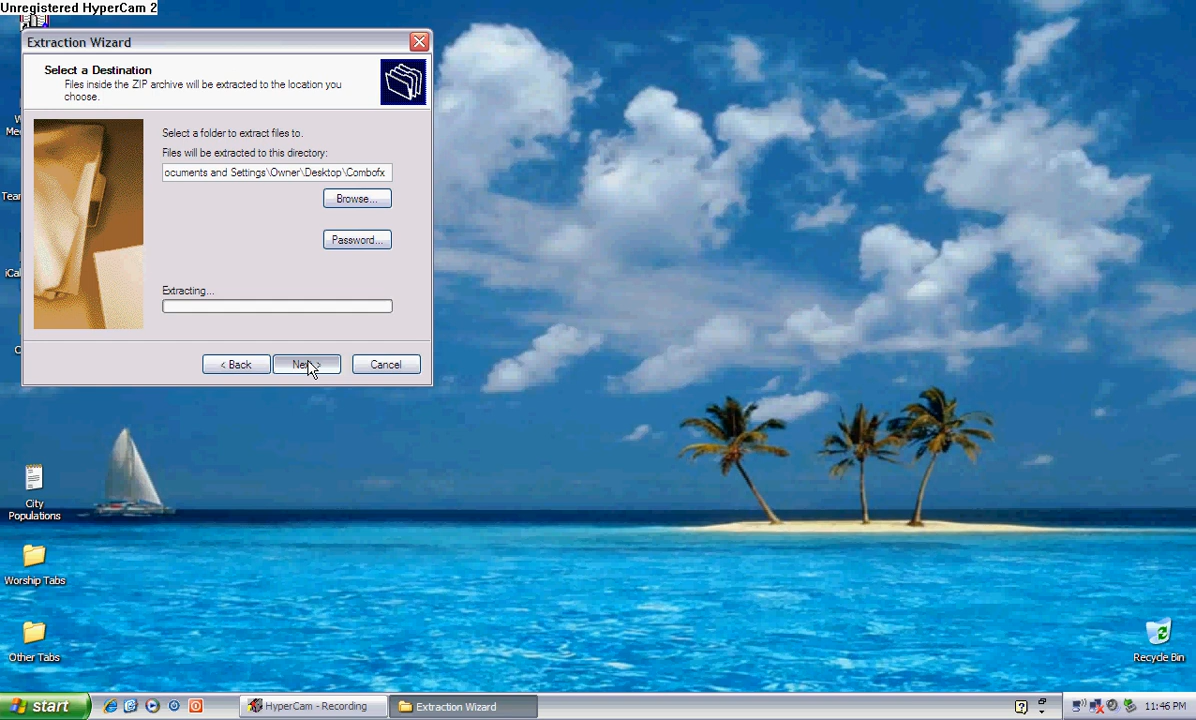 Unregistered HyperCam 2
Extraction Wizard
Select a Destination
Files inside the ZIP archive will be extracted to the location you
choose.
Select a folder to extract files to.
Files will be extracted to this directory:
ocuments and Settings\Owner\Desktop\Combofx
Browse...
Password...
Extracting...
< Back
Cancel
City
Populations
Worship Tabs
Other Tabs
Recycle Bin
start
HyperCam - Recording
Extraction Wizard
11:46 PM